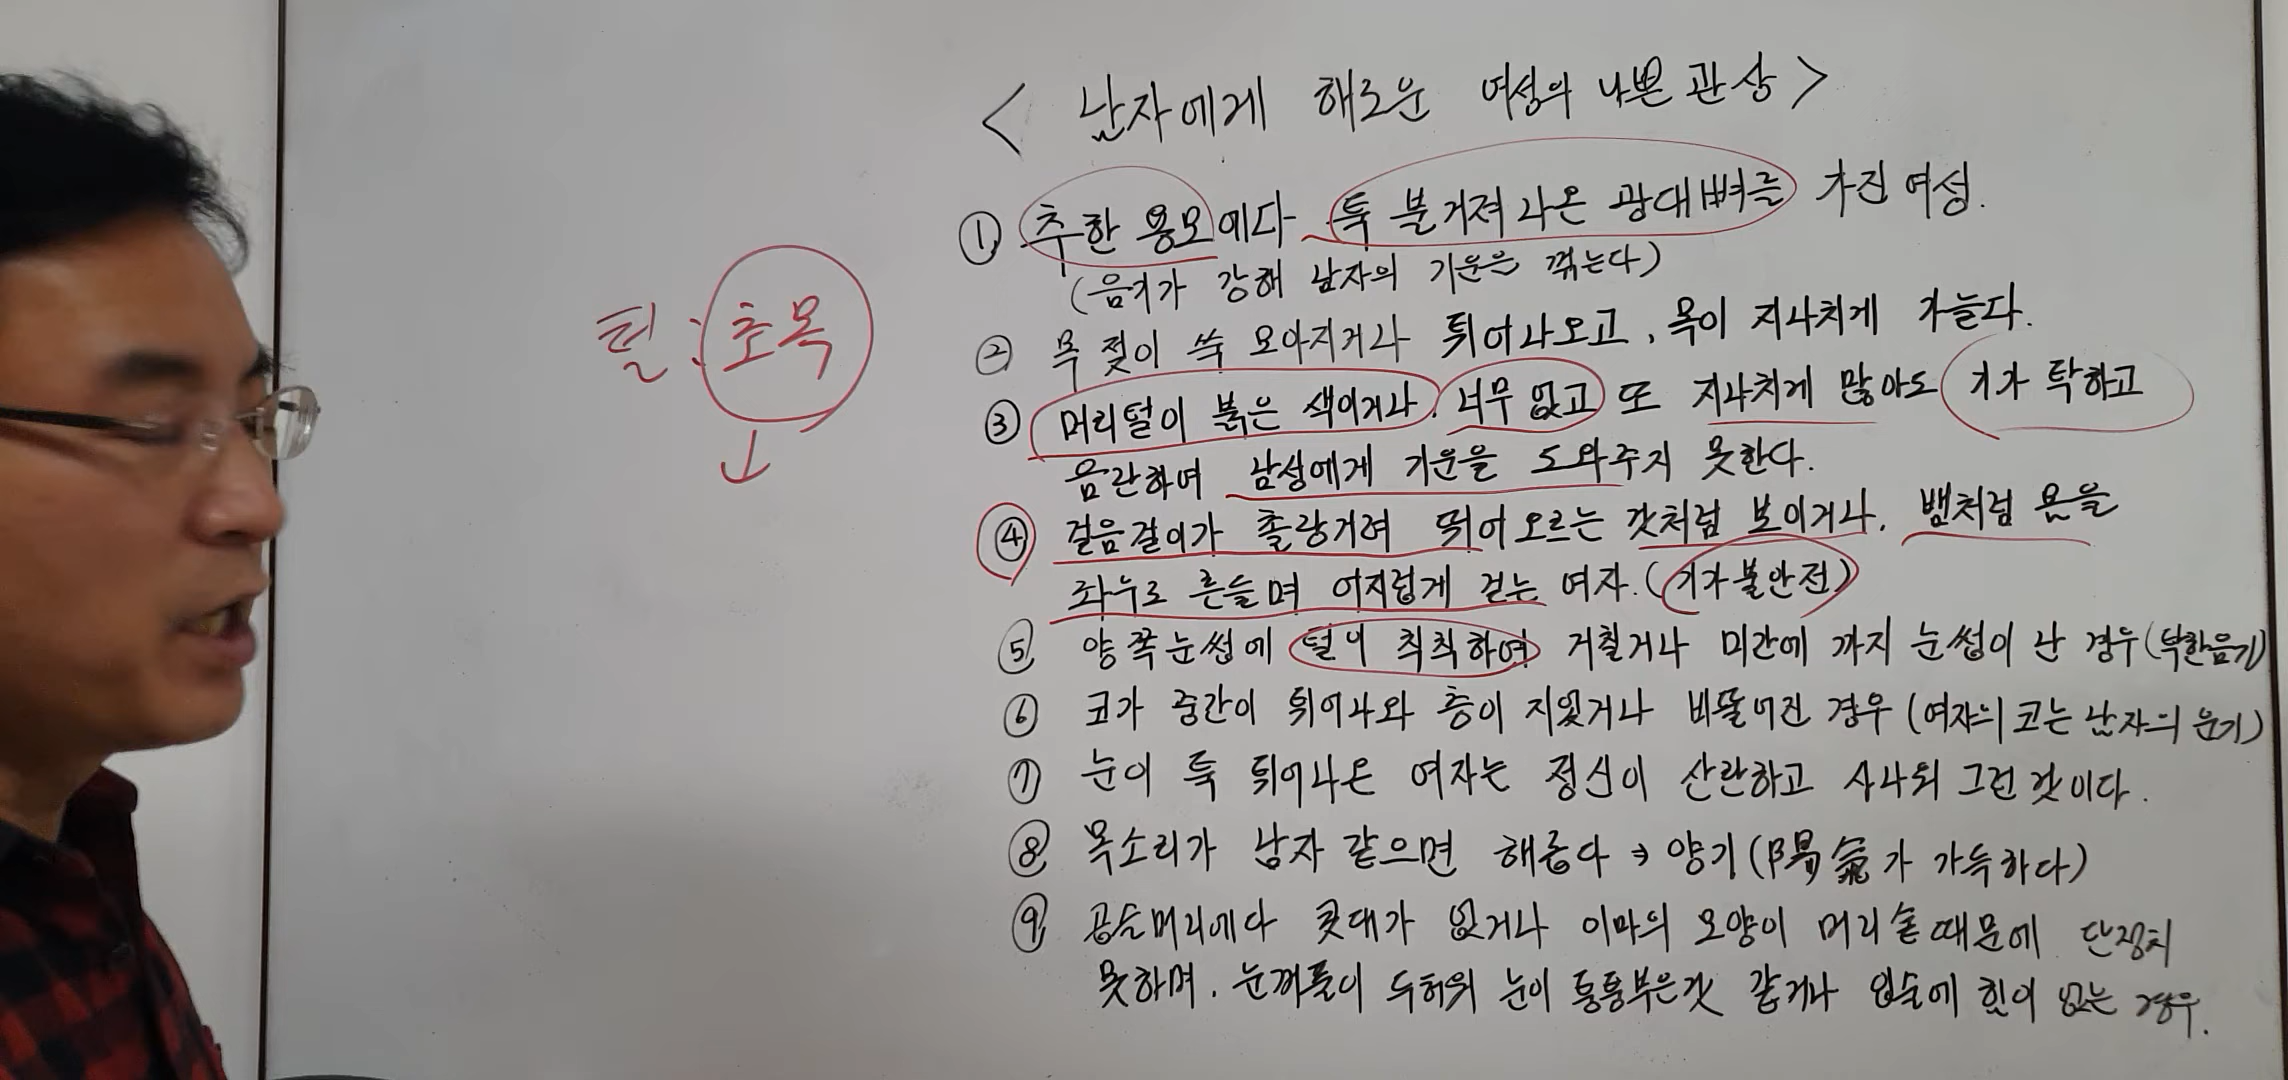 < 남자에게 해로운 여성의 나쁜 관상 >
① 추한 용모에다 툭 불거져 나온 광대뼈를 가진 여성.
(음기가 강해 남자의 기운을 꺾는다)
② 목젖이 쑥 모아지거나 튀어나오고, 목이 지나치게 가늘다.
털 : 초목
↓
③ 머리털이 붉은 색이거나, 너무 없고 또 지나치게 많아도 기가 탁하고
음란하며 남성에게 기운을 도와주지 못한다.
④ 걸음걸이가 촐랑거려 뛰어오르는 것처럼 보이거나, 뱀처럼 몸을
좌우로 흔들며 어지럽게 걷는 여자. (기가 불안전)
⑤ 양쪽눈썹에 털이 칙칙하여 거칠거나 미간에 까지 눈썹이 난 경우 (탁한음기)
⑥ 코가 중간이 튀어나와 층이 지었거나 비뚤어진 경우 (여자의 코는 남자의 운기)
⑦ 눈이 툭 튀어나온 여자는 정신이 산란하고 사나워 그런 것이다.
⑧ 목소리가 남자 같으면 해롭다 → 양기 (陽氣가 가득하다)
⑨ 곱슬머리에다 콧대가 없거나 이마의 모양이 머리숱때문에 단정치
못하며, 눈꺼풀이 두꺼워 눈이 퉁퉁부은것 같거나 입술에 힘이 없는 경우.